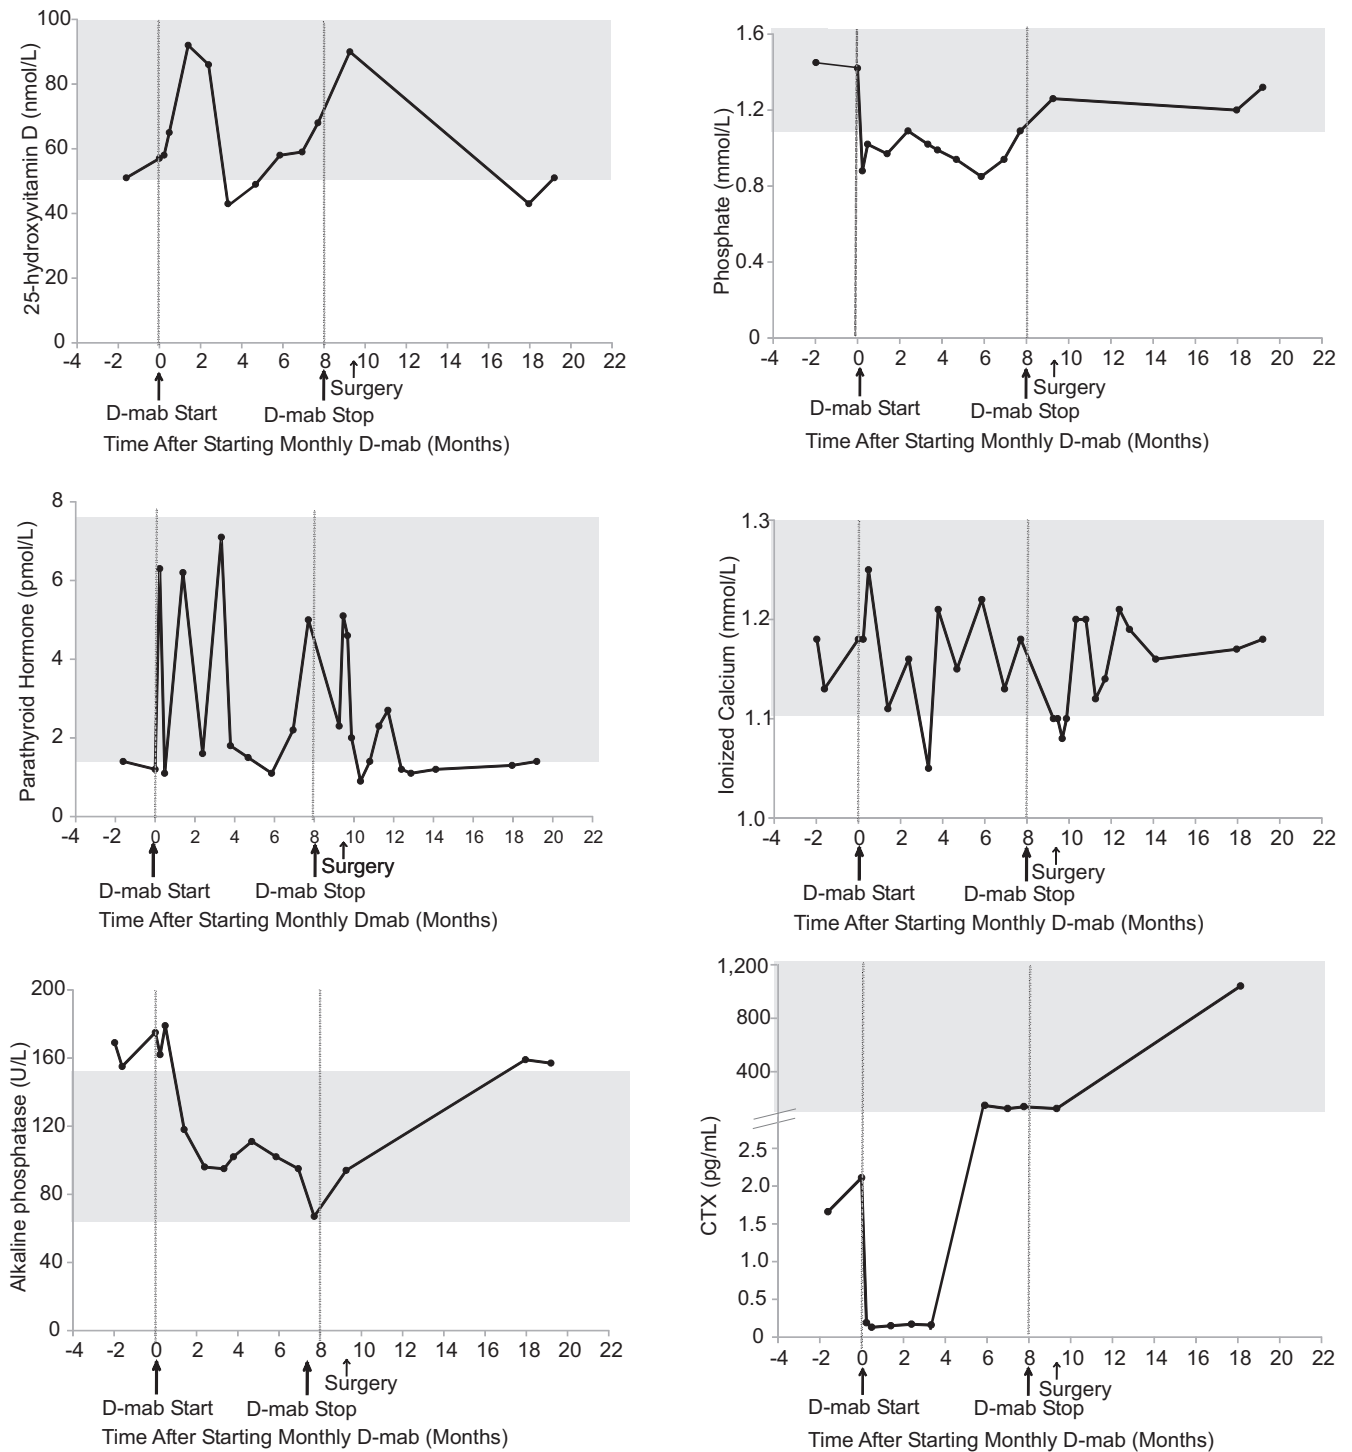 25-hydroxyvitamin D (nmol/L)
100
80
60
40
20
0
-4 -2 0 2 4 6 8 10 12 14 16 18 20 22
Surgery
D-mab Start D-mab Stop
Time After Starting Monthly D-mab (Months)
Phosphate (mmol/L)
1.6
1.2
0.8
0.4
0
-4 -2 0 2 4 6 8 10 12 14 16 18 20 22
Surgery
D-mab Start D-mab Stop
Time After Starting Monthly D-mab (Months)
Parathyroid Hormone (pmol/L)
8
6
4
2
0
-4 -2 0 2 4 6 8 10 12 14 16 18 20 22
Surgery
D-mab Start D-mab Stop
Time After Starting Monthly Dmab (Months)
Ionized Calcium (mmol/L)
1.3
1.2
1.1
1.0
-4 -2 0 2 4 6 8 10 12 14 16 18 20 22
Surgery
D-mab Start D-mab Stop
Time After Starting Monthly D-mab (Months)
Alkaline phosphatase (U/L)
200
160
120
80
40
0
-4 -2 0 2 4 6 8 10 12 14 16 18 20 22
Surgery
D-mab Start D-mab Stop
Time After Starting Monthly D-mab (Months)
CTX (pg/mL)
1,200
800
400
2.5
2.0
1.5
1.0
0.5
0
-4 -2 0 2 4 6 8 10 12 14 16 18 20 22
Surgery
D-mab Start D-mab Stop
Time After Starting Monthly D-mab (Months)